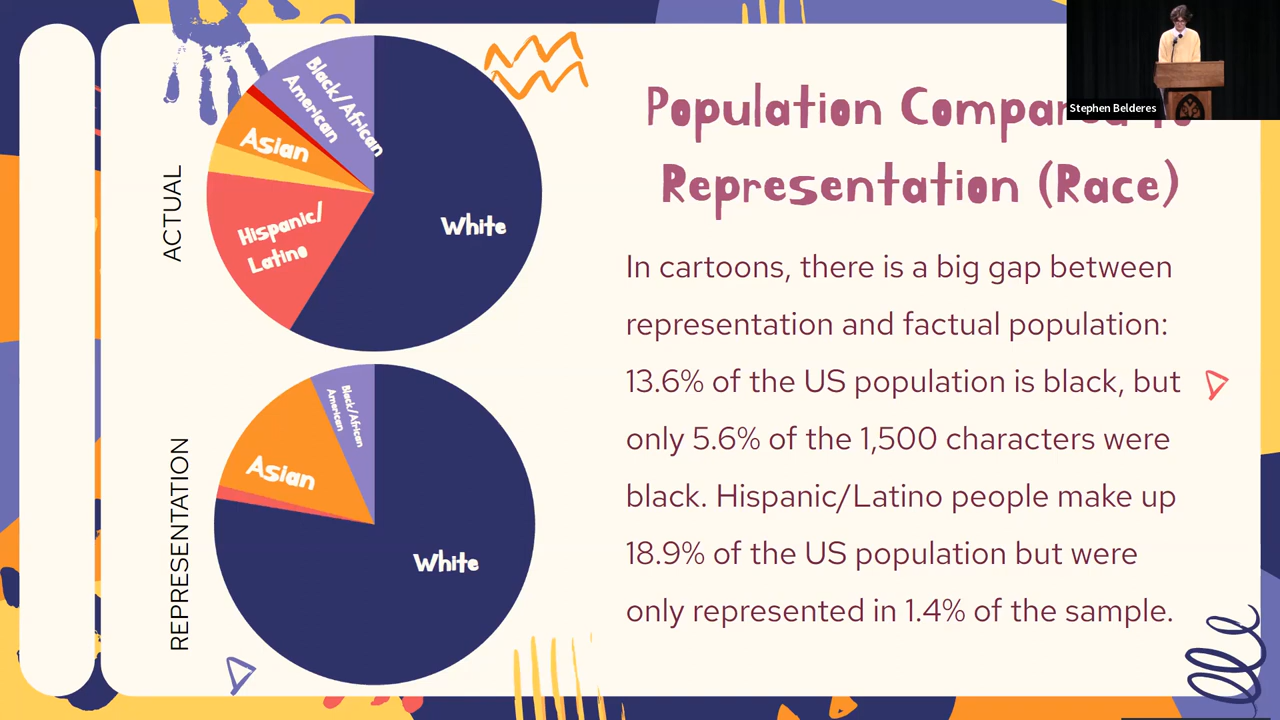 Population Compared to
Representation (Race)
Stephen Belderes
ACTUAL
Black/African
American
Asian
Hispanic/
Latino
White
In cartoons, there is a big gap between
representation and factual population:
13.6% of the US population is black, but
only 5.6% of the 1,500 characters were
black. Hispanic/Latino people make up
18.9% of the US population but were
only represented in 1.4% of the sample.
REPRESENTATION
Black/African
American
Asian
White